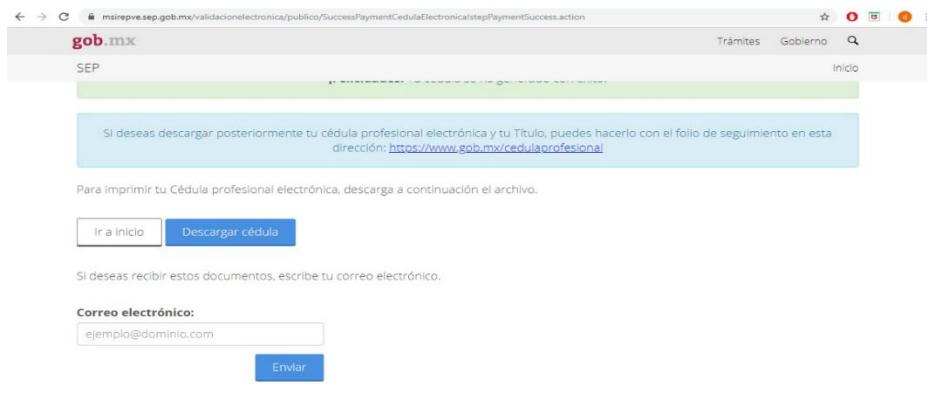 msirepve.sep.gob.mx/validacionelectronica/publico/SuccessPaymentCedulaElectronica!stepPaymentSuccess.action
gob.mx
Trámites Gobierno
SEP
Inicio
Si deseas descargar posteriormente tu cédula profesional electrónica y tu Título, puedes hacerlo con el folio de seguimiento en esta
dirección: https://www.gob.mx/cedulaprofesional
Para imprimir tu Cédula profesional electrónica, descarga a continuación el archivo.
Ir a inicio Descargar cédula
Si deseas recibir estos documentos, escribe tu correo electrónico.
Correo electrónico:
ejemplo@dominio.com
Enviar